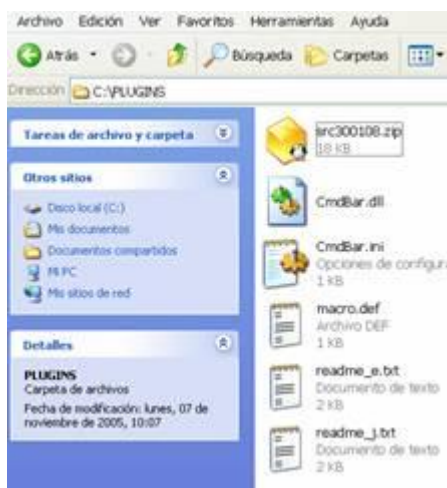 Archivo Edición Ver Favoritos Herramientas Ayuda
Atrás Búsqueda Carpetas
Dirección C:\PLUGINS
Tareas de archivo y carpeta
Otros sitios
Disco local (C:)
Mis documentos
Documentos compartidos
Mi PC
Mis sitios de red
Detalles
PLUGINS
Carpeta de archivos
Fecha de modificación: lunes, 07 de
noviembre de 2005, 10:07
src300108.zip
18 KB
CmdBar.dll
CmdBar.ini
Opciones de configura
1 KB
macro.def
Archivo DEF
1 KB
readme_e.txt
Documento de texto
2 KB
readme_j.txt
Documento de texto
2 KB